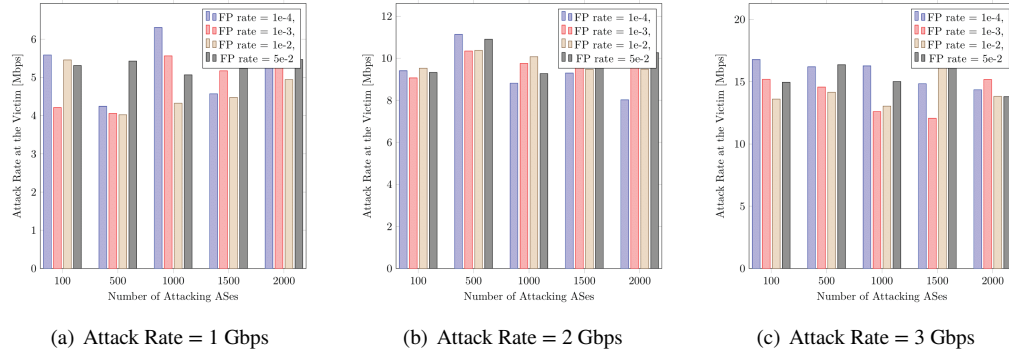 FP rate = 1e-4,
FP rate = 1e-3,
FP rate = 1e-2,
FP rate = 5e-2
Attack Rate at the Victim [Mbps]
6
5
4
3
2
1
0
100 500 1000 1500 2000
Number of Attacking ASes
(a) Attack Rate = 1 Gbps
FP rate = 1e-4,
FP rate = 1e-3,
FP rate = 1e-2,
FP rate = 5e-2
Attack Rate at the Victim [Mbps]
12
10
8
6
4
2
0
100 500 1000 1500 2000
Number of Attacking ASes
(b) Attack Rate = 2 Gbps
FP rate = 1e-4,
FP rate = 1e-3,
FP rate = 1e-2,
FP rate = 5e-2
Attack Rate at the Victim [Mbps]
20
15
10
5
0
100 500 1000 1500 2000
Number of Attacking ASes
(c) Attack Rate = 3 Gbps